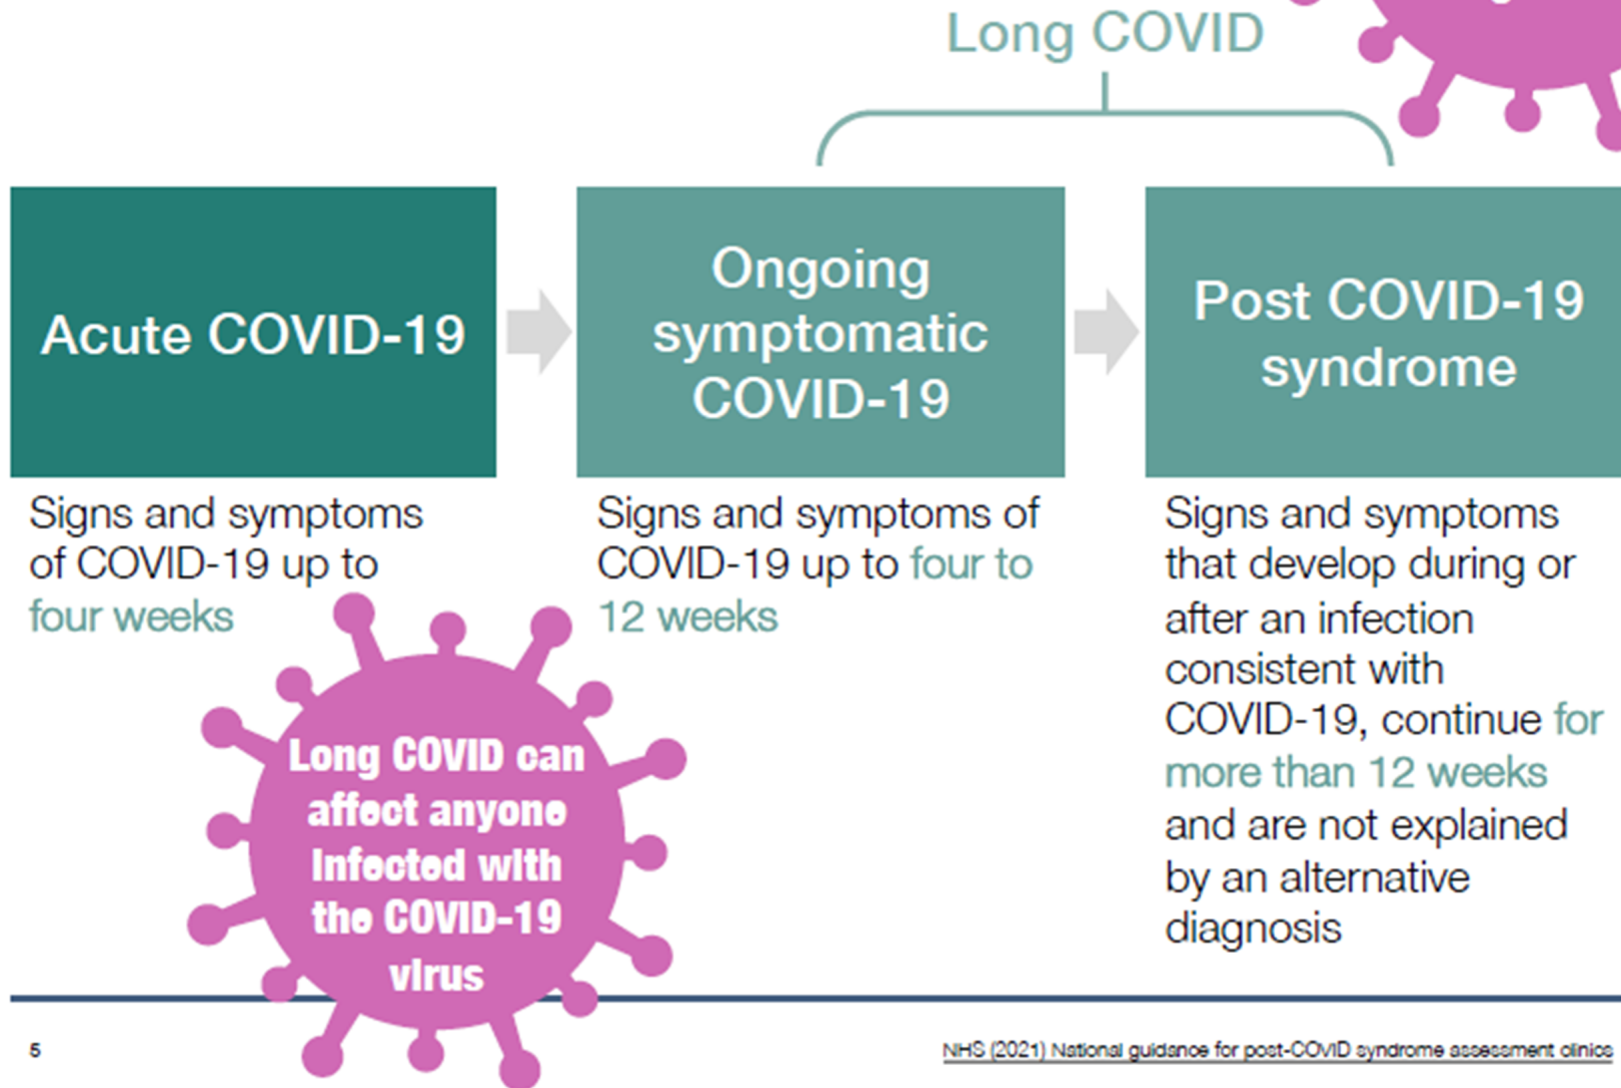 Long COVID
Acute COVID-19
Ongoing
symptomatic
COVID-19
Post COVID-19
syndrome
Signs and symptoms
of COVID-19 up to
four weeks
Signs and symptoms of
COVID-19 up to four to
12 weeks
Signs and symptoms
that develop during or
after an infection
consistent with
COVID-19, continue for
more than 12 weeks
and are not explained
by an alternative
diagnosis
Long COVID can
affect anyone
infected with
the COVID-19
virus
5
NHS (2021) National guidance for post-COVID syndrome assessment clinics